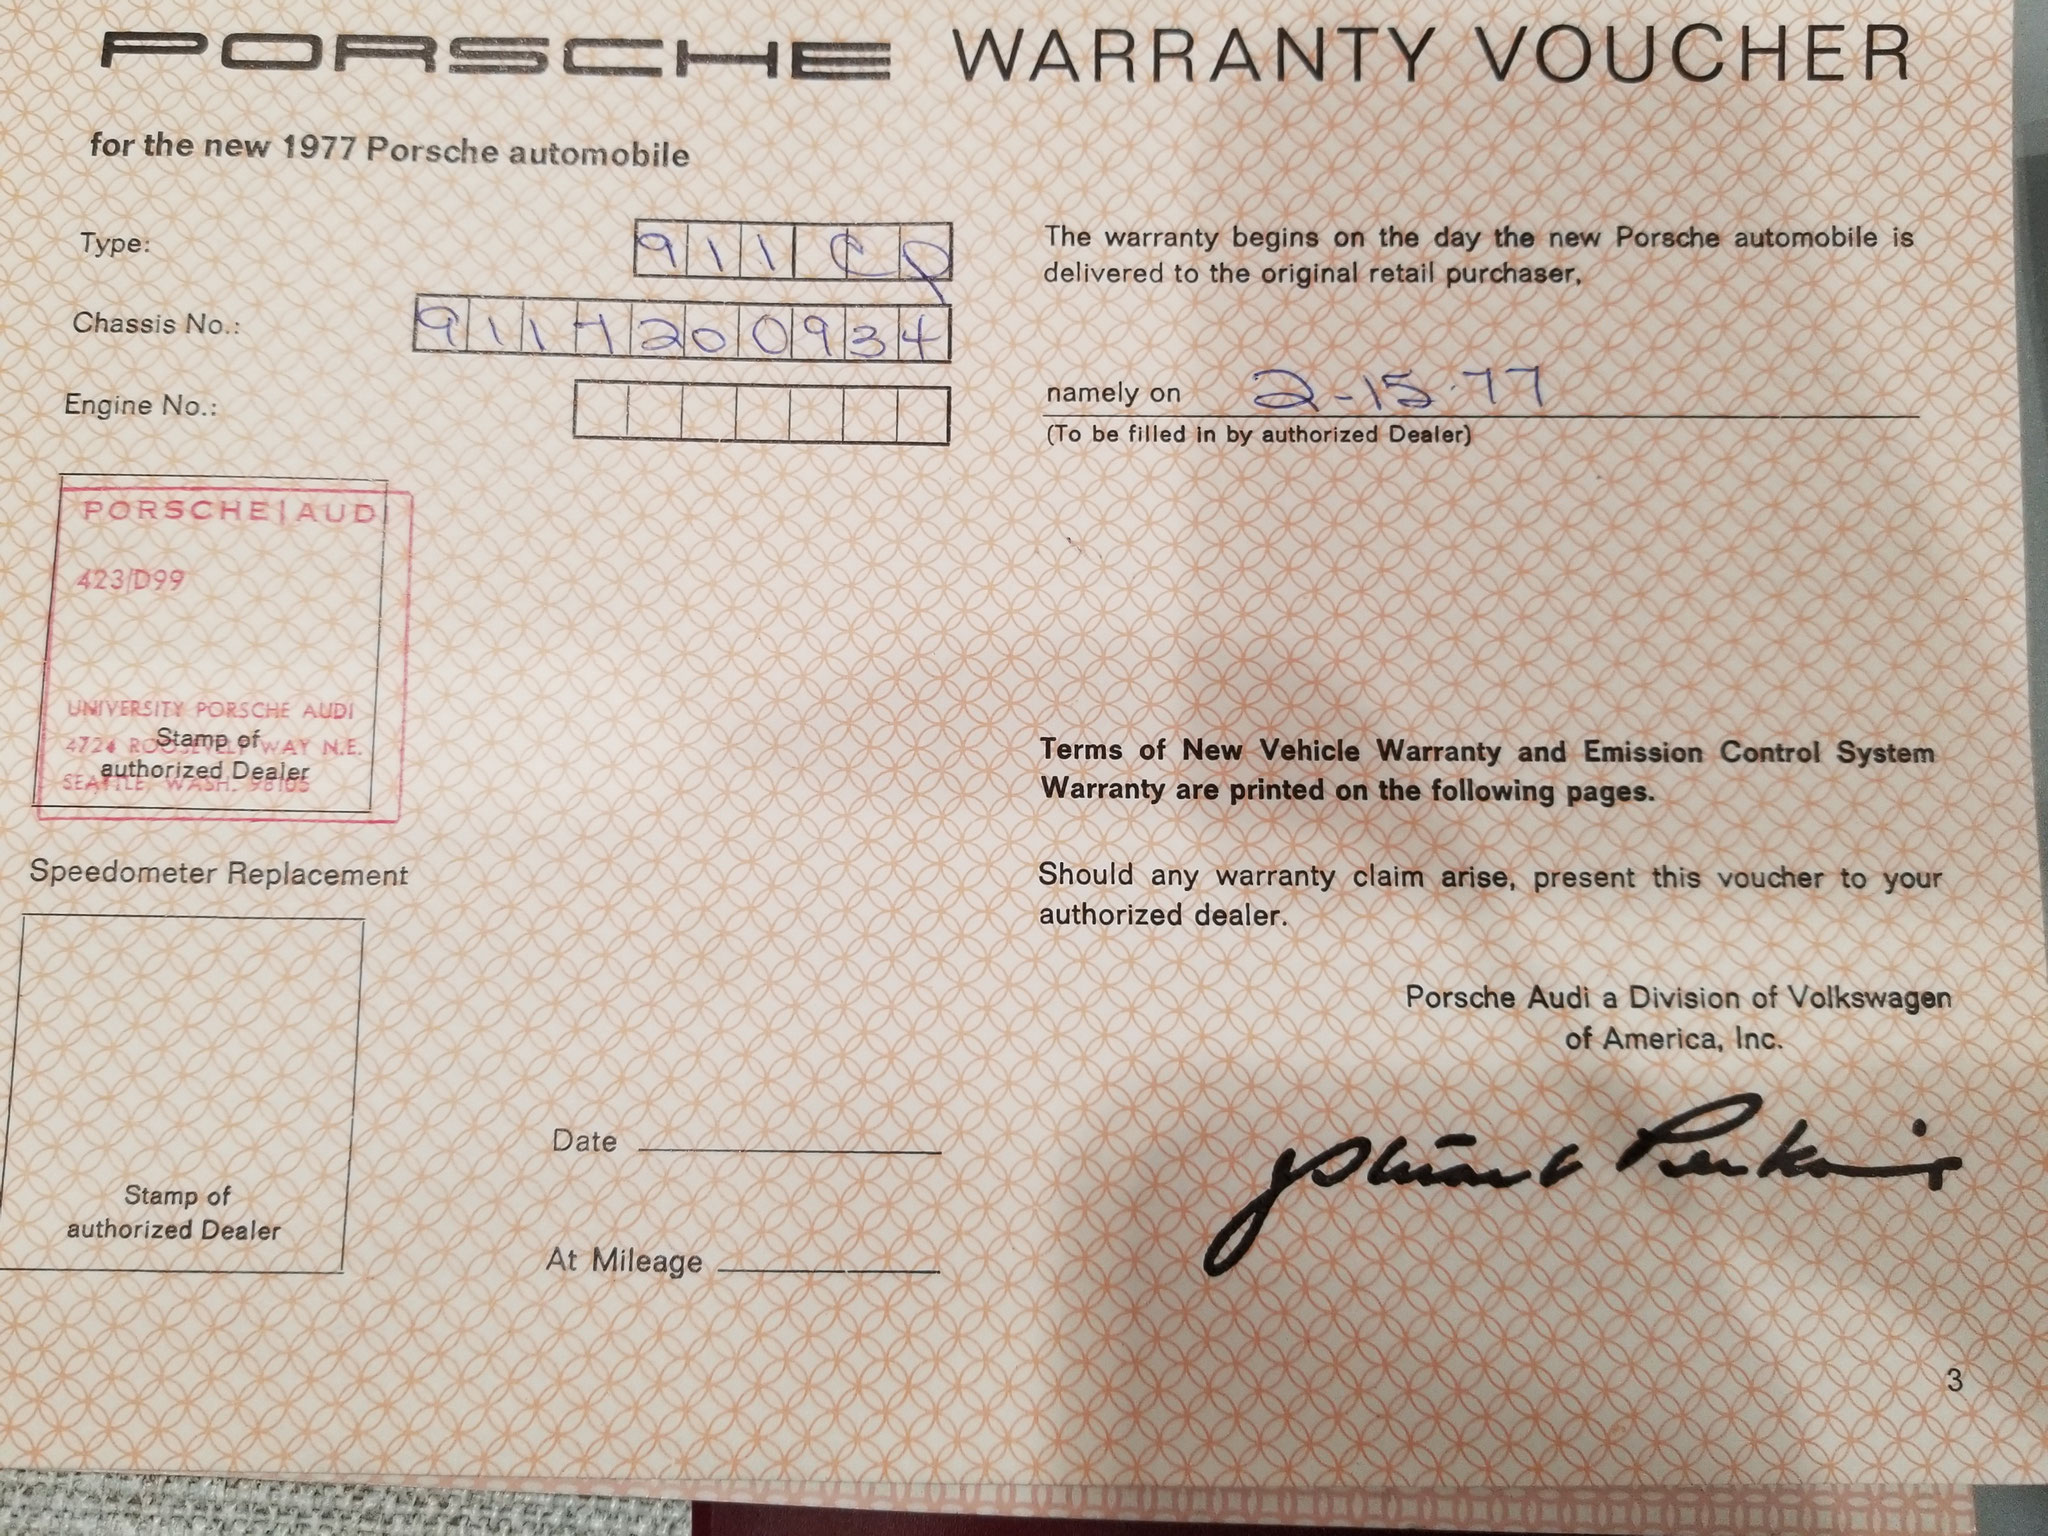 PORSCHE WARRANTY VOUCHER
for the new 1977 Porsche automobile
Type: 911 CP
Chassis No.: 9117200934
Engine No.:
The warranty begins on the day the new Porsche automobile is
delivered to the original retail purchaser,
namely on 2-15-77
(To be filled in by authorized Dealer)
PORSCHE|AUDI
423/D99
UNIVERSITY PORSCHE AUDI
4724 ROOSEVELT WAY N.E.
SEATTLE, WASH. 98105
Stamp of
authorized Dealer
Terms of New Vehicle Warranty and Emission Control System
Warranty are printed on the following pages.
Speedometer Replacement
Should any warranty claim arise, present this voucher to your
authorized dealer.
Porsche Audi a Division of Volkswagen
of America, Inc.
Stamp of
authorized Dealer
Date
At Mileage
J Stuart Perkins
3